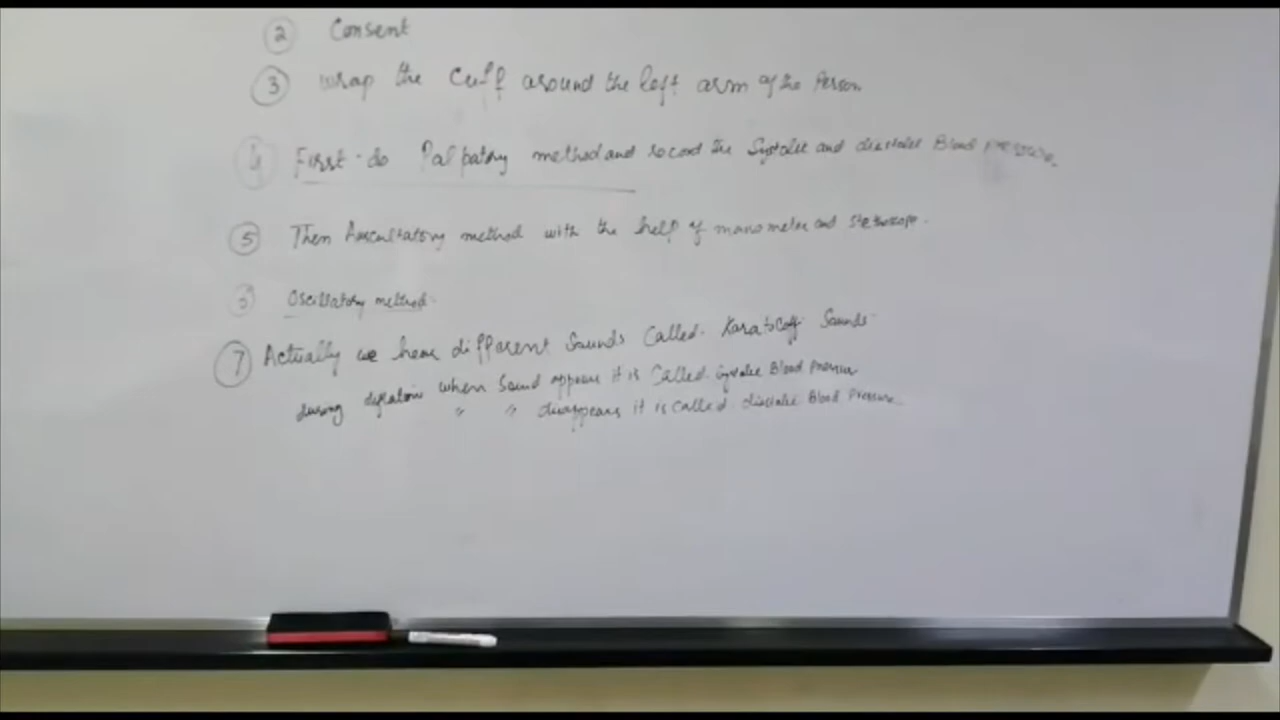 ② Consent
③ wrap the cuff around the left arm of the Person
④ First do Palpatory method and record the Systolic and diastolic Blood pressure.
⑤ Then Auscultatory method with the help of manometer and stethoscope.
Oscillatory method.
⑦ Actually we hear different Sounds Called Karatcoff Sounds
during when Sound appears it is Called Systolic Blood Pressure
" " disappears it is called diastolic Blood Pressure.